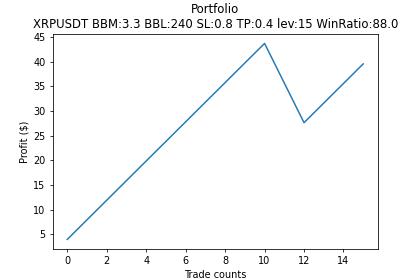 Portfolio
XRPUSDT BBM:3.3 BBL:240 SL:0.8 TP:0.4 lev:15 WinRatio:88.0
45
40
35
30
25
20
15
10
5
Profit ($)
0 2 4 6 8 10 12 14
Trade counts